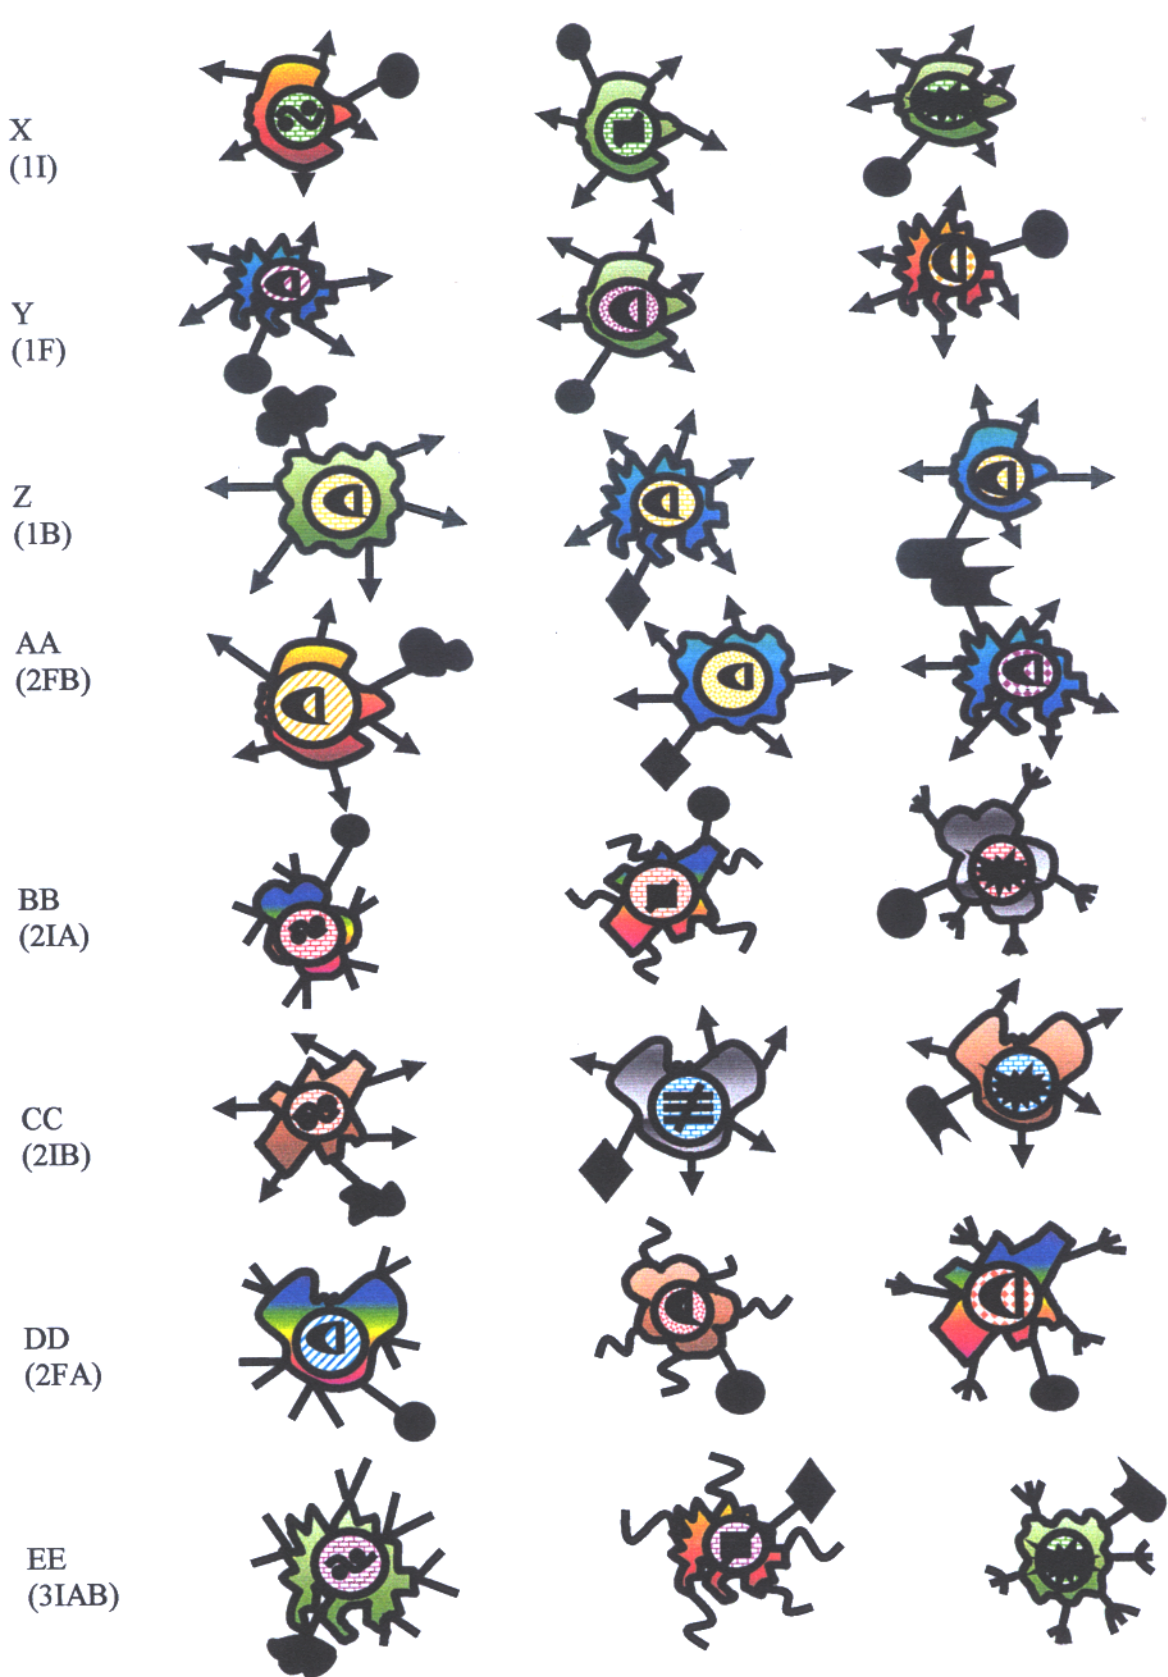 X
(1I)
Y
(1F)
Z
(1B)
AA
(2FB)
BB
(2IA)
CC
(2IB)
DD
(2FA)
EE
(3IAB)